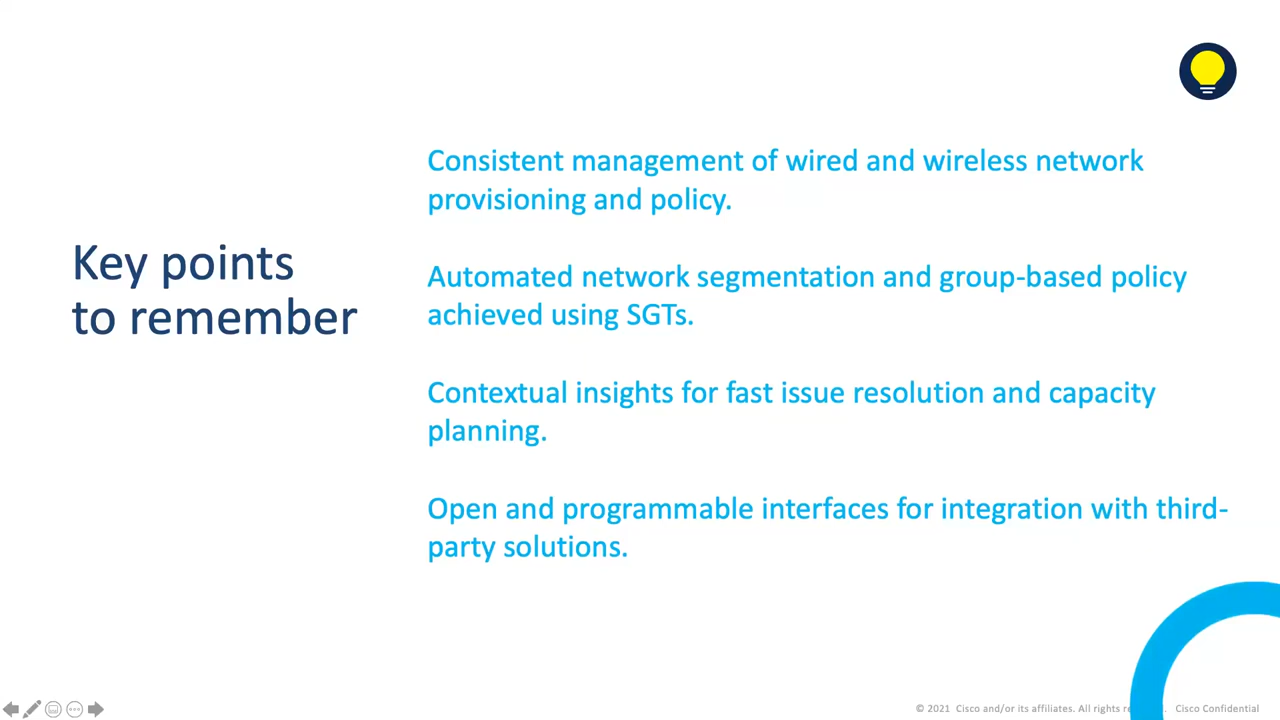 Key points
to remember
Consistent management of wired and wireless network
provisioning and policy.
Automated network segmentation and group-based policy
achieved using SGTs.
Contextual insights for fast issue resolution and capacity
planning.
Open and programmable interfaces for integration with third-
party solutions.
© 2021 Cisco and/or its affiliates. All rights Cisco Confidential